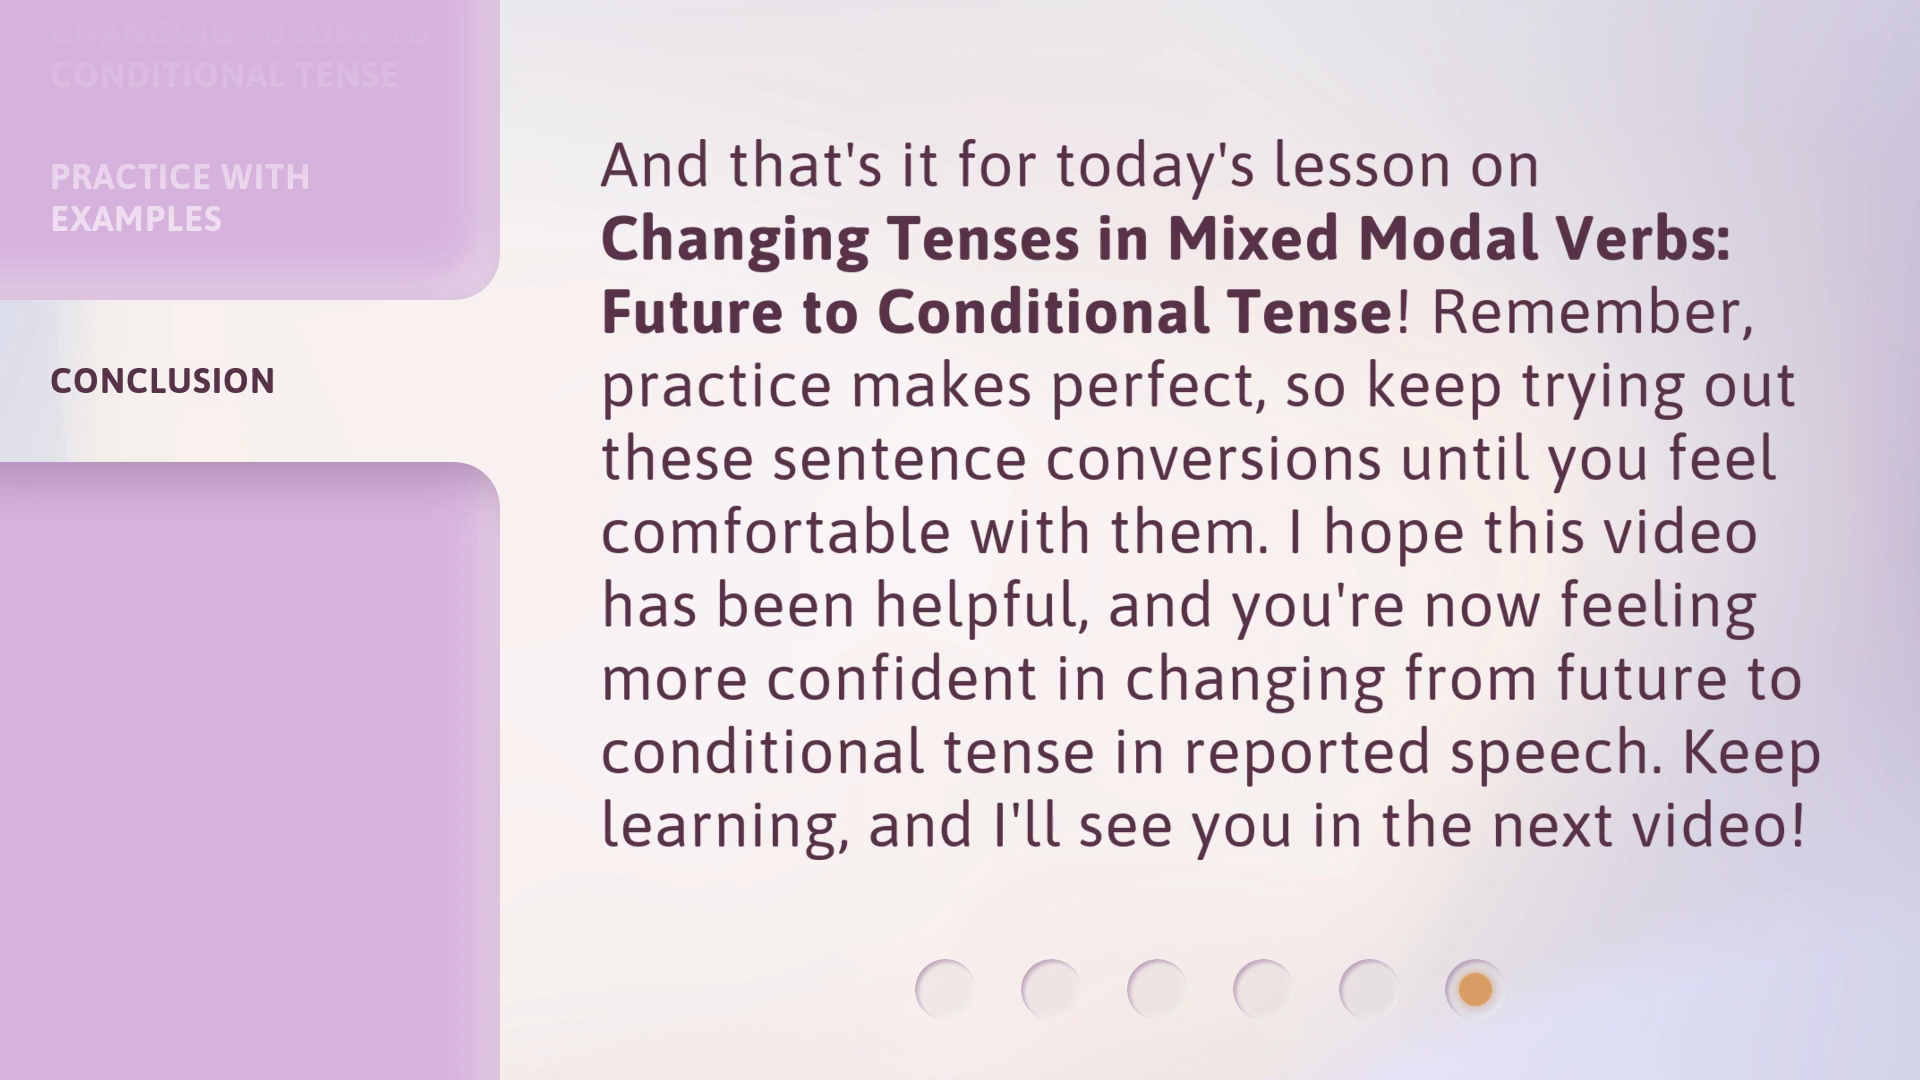 CHANGING FUTURE TO
CONDITIONAL TENSE
PRACTICE WITH
EXAMPLES
CONCLUSION
And that's it for today's lesson on
Changing Tenses in Mixed Modal Verbs:
Future to Conditional Tense! Remember,
practice makes perfect, so keep trying out
these sentence conversions until you feel
comfortable with them. I hope this video
has been helpful, and you're now feeling
more confident in changing from future to
conditional tense in reported speech. Keep
learning, and I'll see you in the next video!